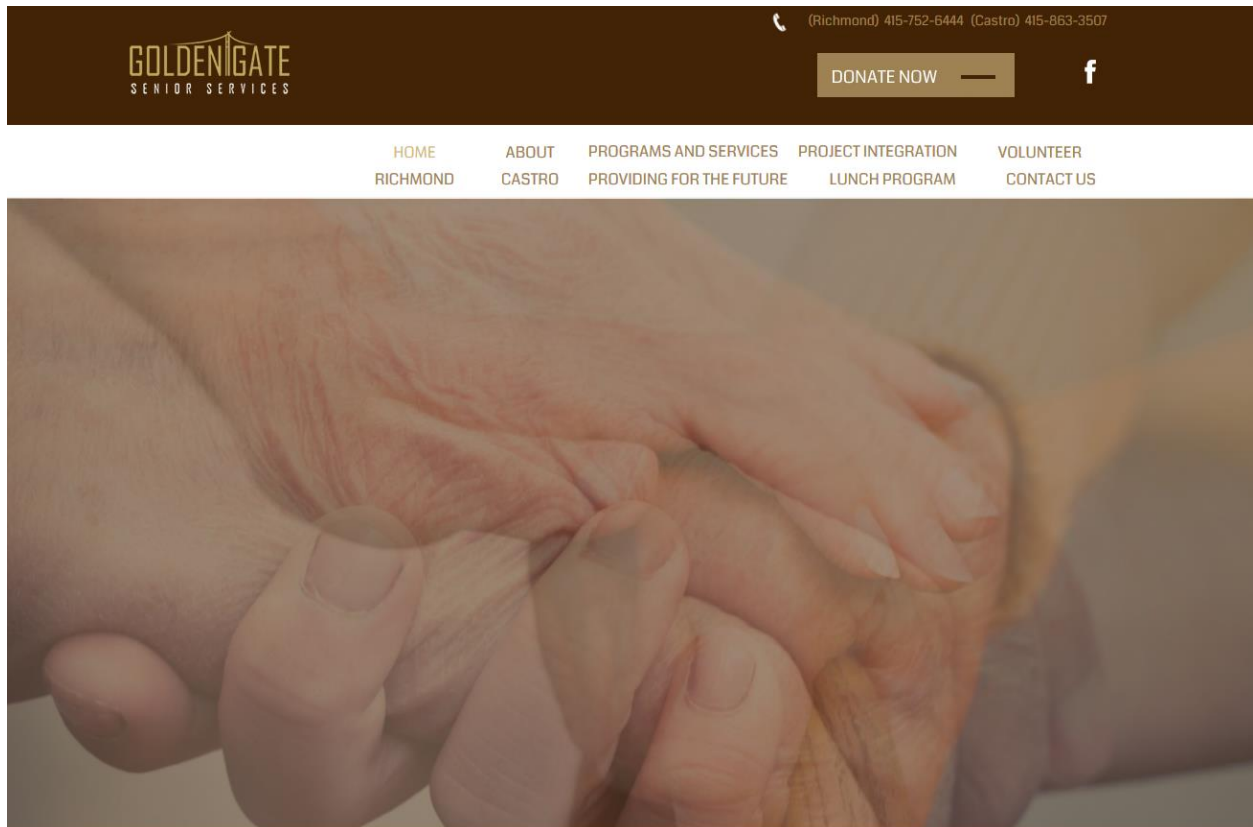 (Richmond) 415-752-6444 (Castro) 415-863-3507
GOLDEN GATE
SENIOR SERVICES
DONATE NOW
f
HOME ABOUT PROGRAMS AND SERVICES PROJECT INTEGRATION VOLUNTEER
RICHMOND CASTRO PROVIDING FOR THE FUTURE LUNCH PROGRAM CONTACT US